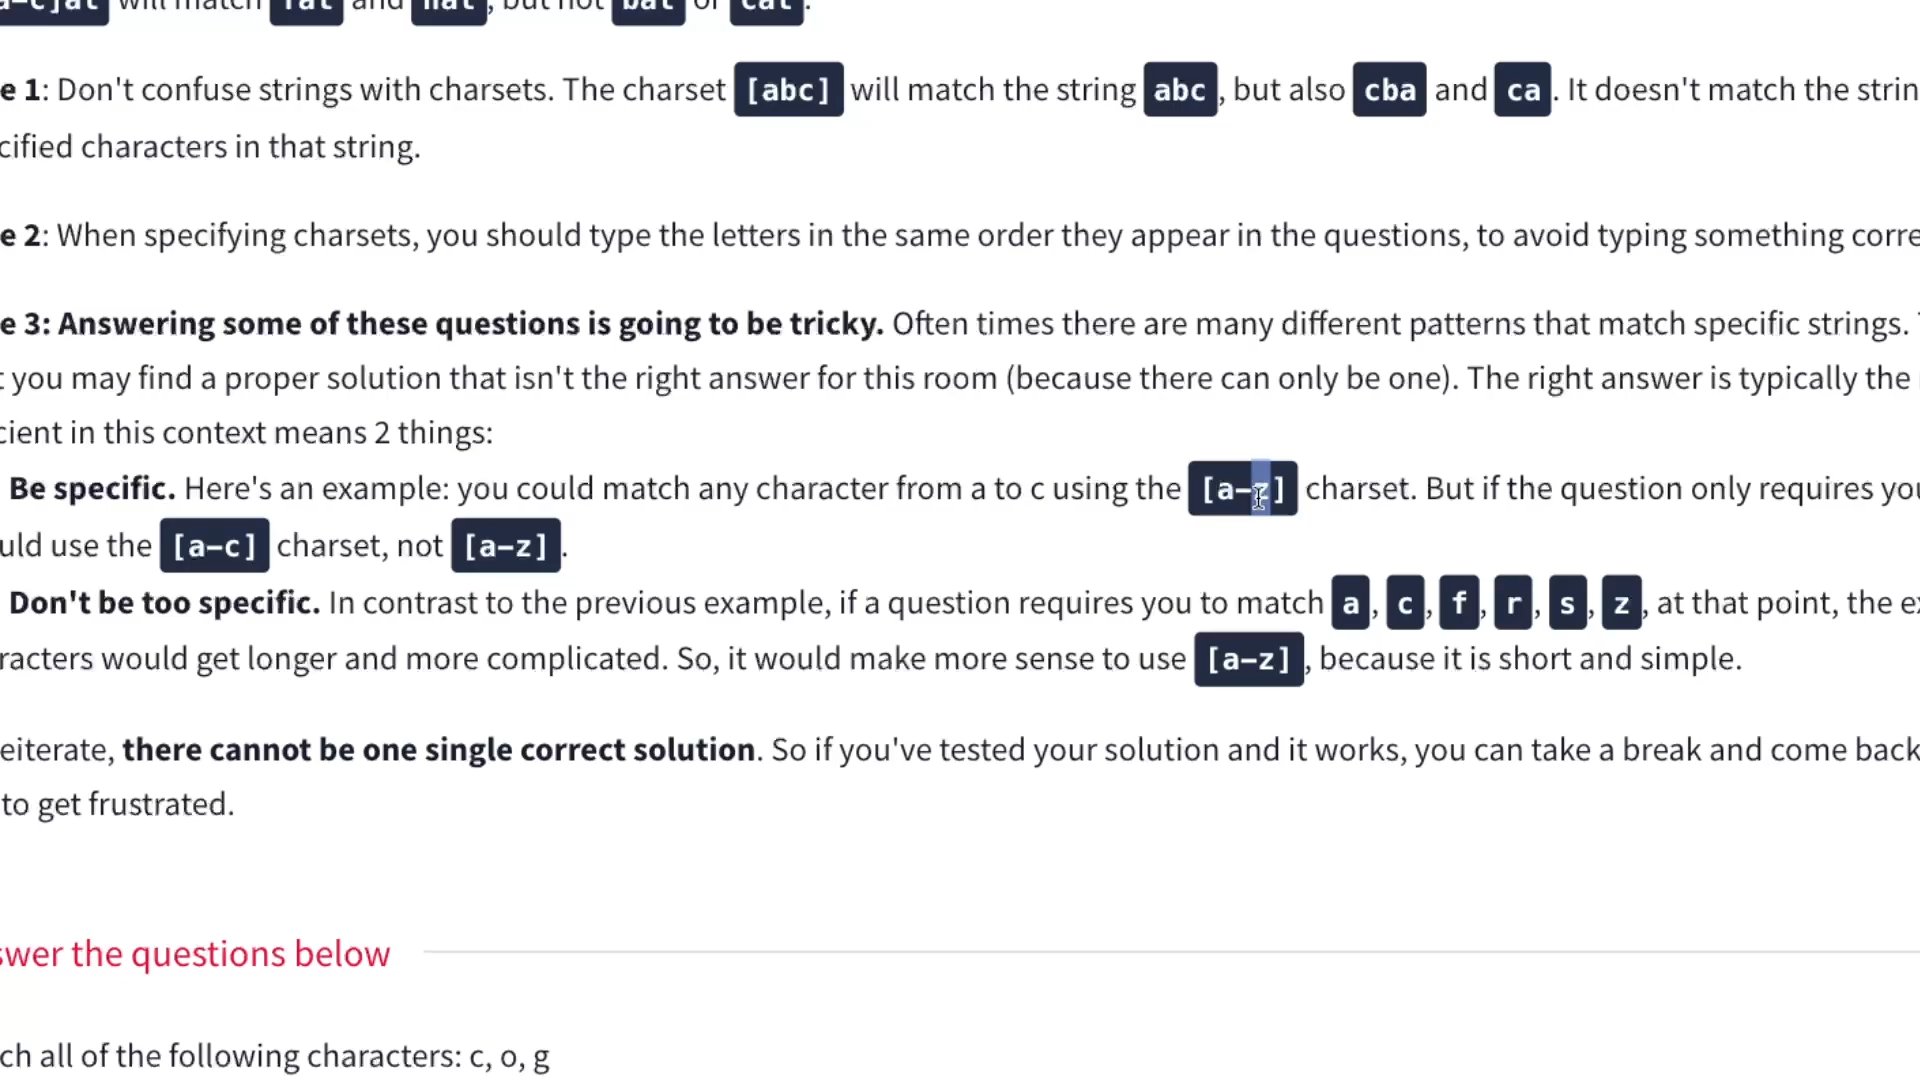 a-c]at will match fat and hat, but not bat or cat.
e 1: Don't confuse strings with charsets. The charset [abc] will match the string abc, but also cba and ca. It doesn't match the strin
cified characters in that string.
e 2: When specifying charsets, you should type the letters in the same order they appear in the questions, to avoid typing something corre
e 3: Answering some of these questions is going to be tricky. Often times there are many different patterns that match specific strings.
t you may find a proper solution that isn't the right answer for this room (because there can only be one). The right answer is typically the
cient in this context means 2 things:
Be specific. Here's an example: you could match any character from a to c using the [a-z] charset. But if the question only requires you
uld use the [a-c] charset, not [a-z].
Don't be too specific. In contrast to the previous example, if a question requires you to match a, c, f, r, s, z, at that point, the ex
racters would get longer and more complicated. So, it would make more sense to use [a-z], because it is short and simple.
eiterate, there cannot be one single correct solution. So if you've tested your solution and it works, you can take a break and come back
to get frustrated.
swer the questions below
ch all of the following characters: c, o, g